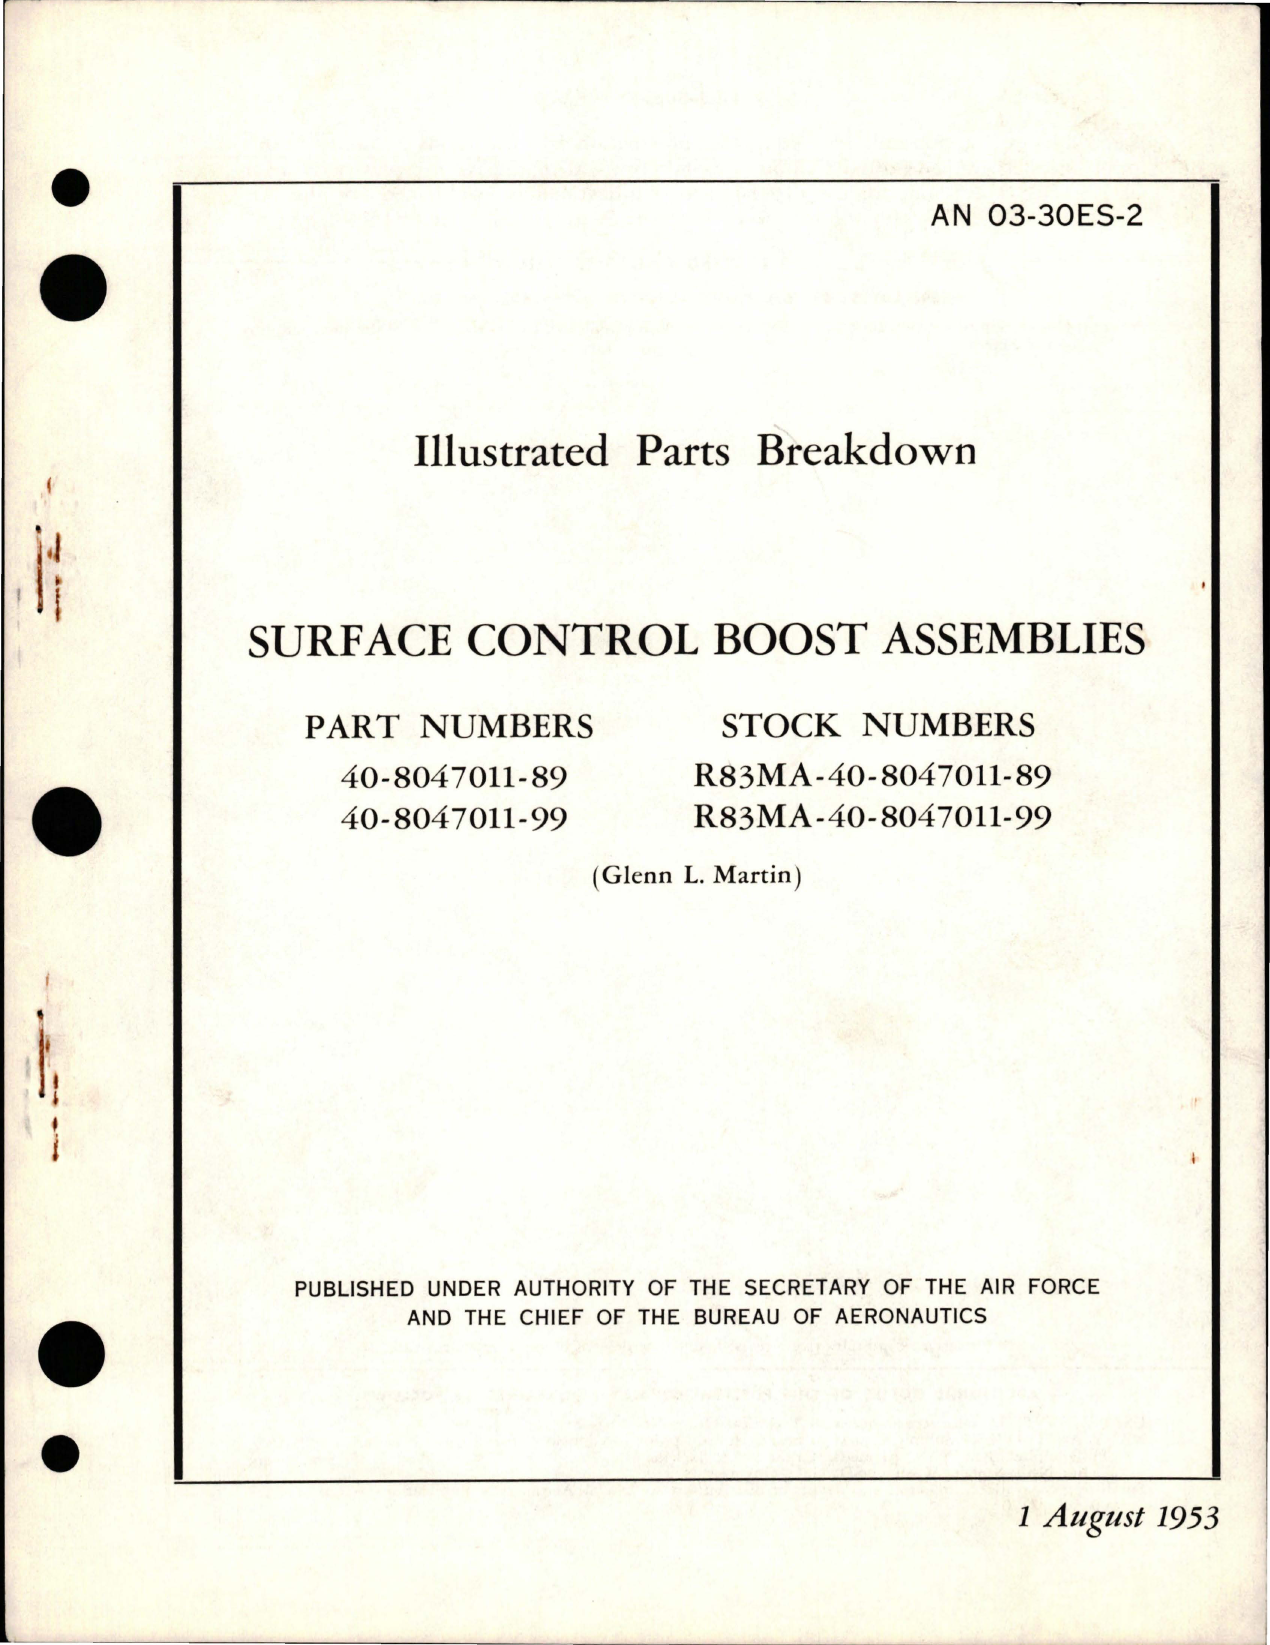 AN 03-30ES-2
Illustrated Parts Breakdown
SURFACE CONTROL BOOST ASSEMBLIES
PART NUMBERS STOCK NUMBERS
40-8047011-89 R83MA-40-8047011-89
40-8047011-99 R83MA-40-8047011-99
(Glenn L. Martin)
PUBLISHED UNDER AUTHORITY OF THE SECRETARY OF THE AIR FORCE
AND THE CHIEF OF THE BUREAU OF AERONAUTICS
1 August 1953